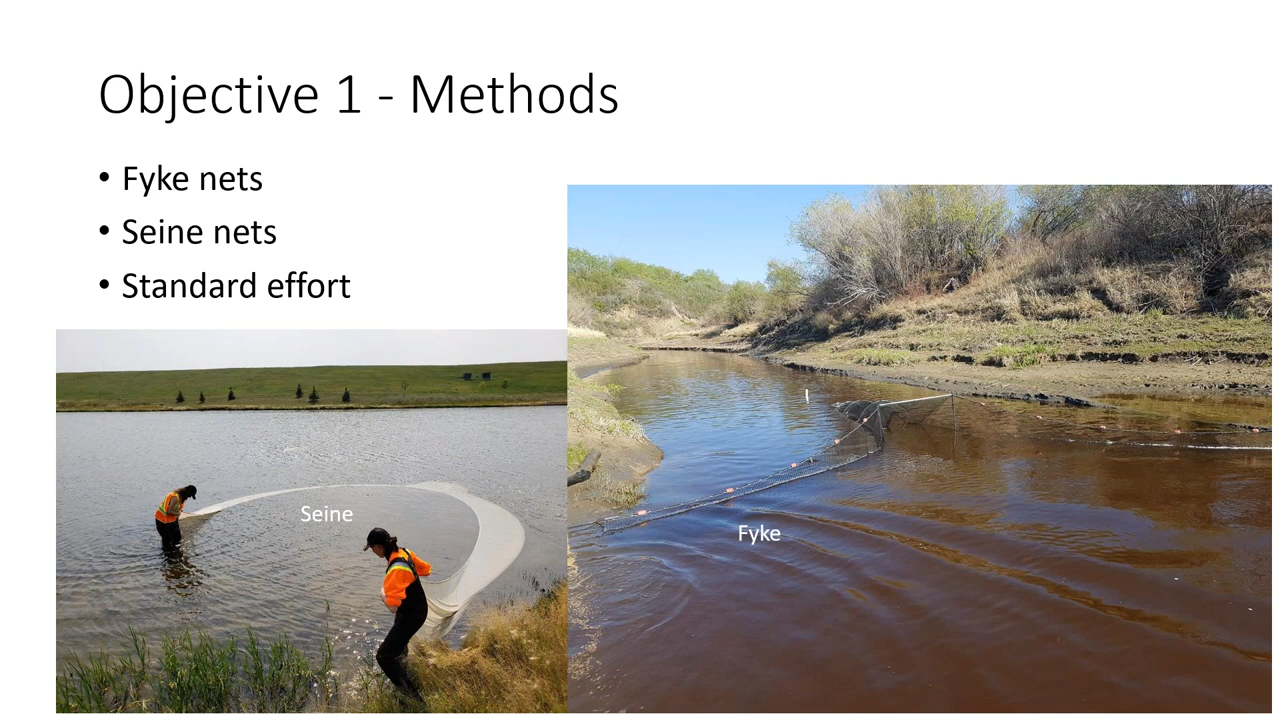 Objective 1 - Methods
• Fyke nets
• Seine nets
• Standard effort
Seine
Fyke